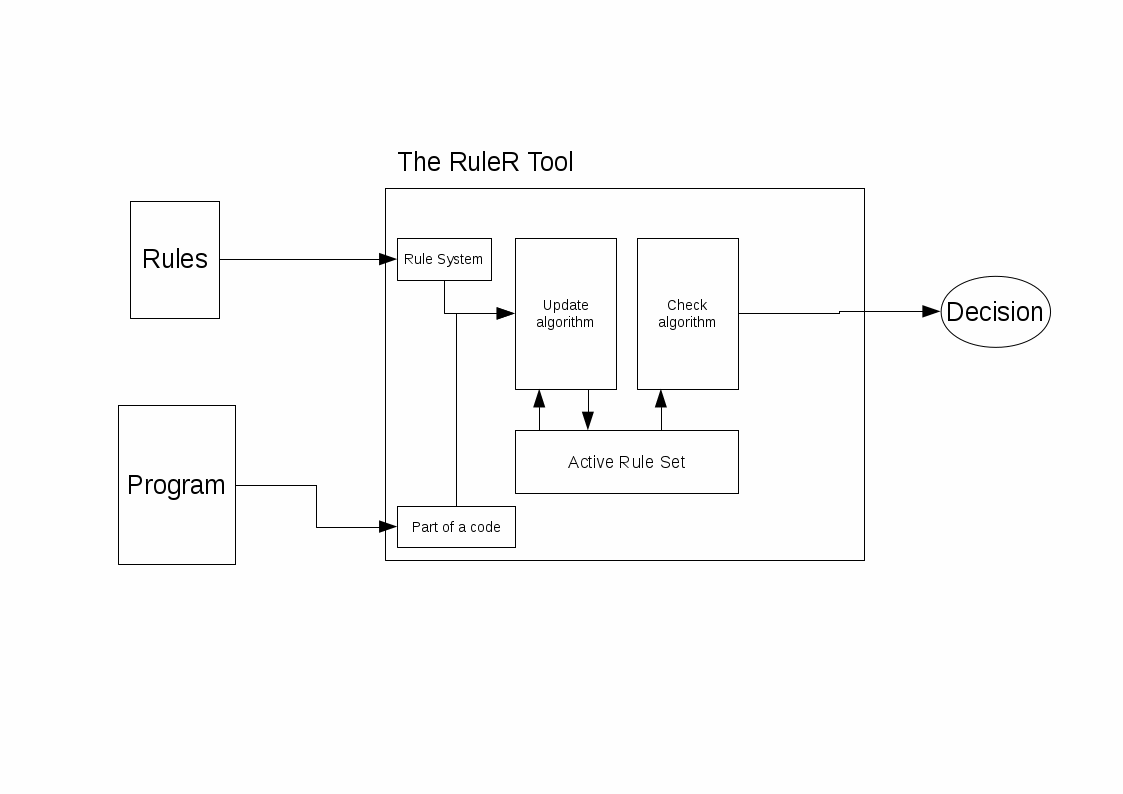 The RuleR Tool
Rules
Rule System
Update
algorithm
Check
algorithm
Decision
Active Rule Set
Program
Part of a code